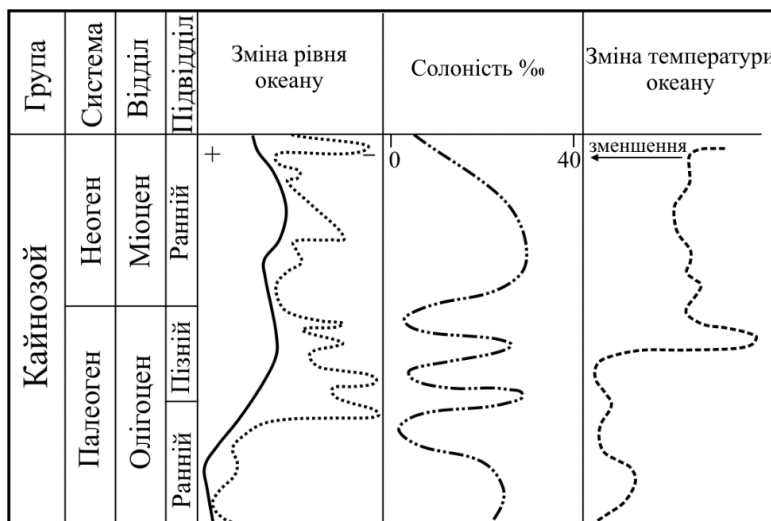 Група
Система
Відділ
Підвідділ
Зміна рівня
океану
Солоність ‰
Зміна температури
океану
+
−
0
40
зменшення
Кайнозой
Неоген
Міоцен
Ранній
Палеоген
Олігоцен
Пізній
Ранній